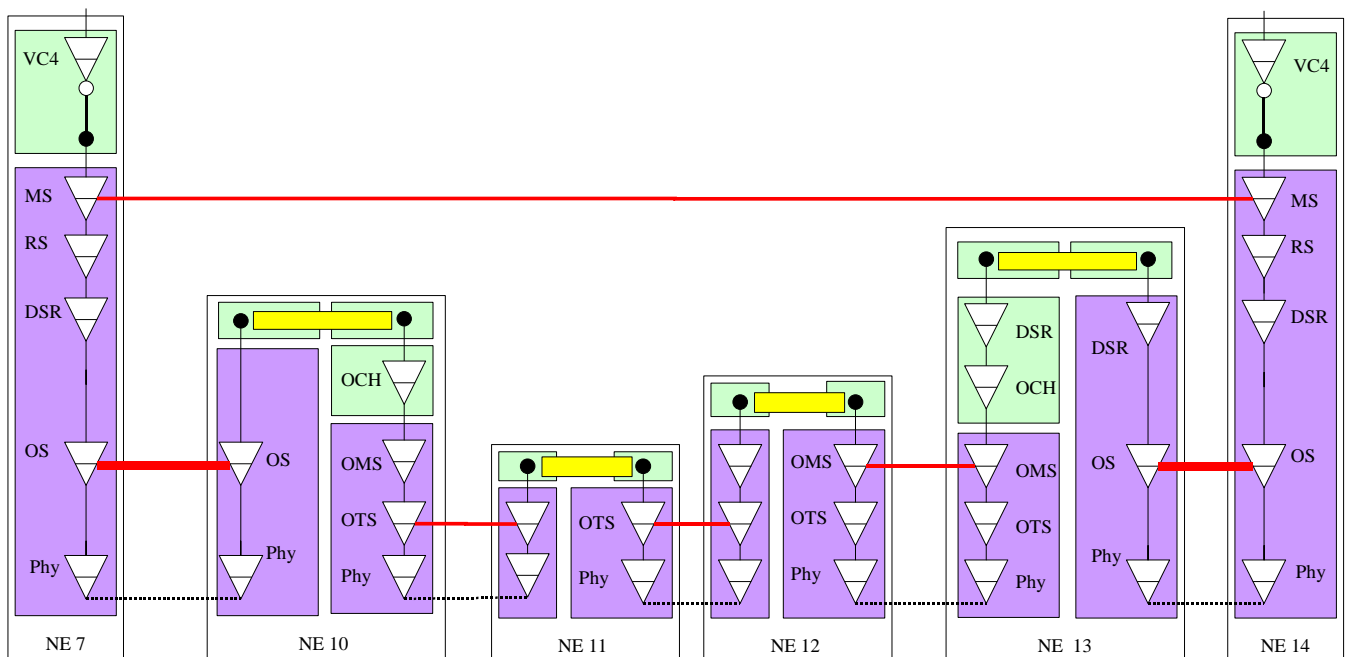 VC4
MS
RS
DSR
OS
Phy
NE 7
OS
Phy
OCH
OMS
OTS
Phy
NE 10
OTS
Phy
NE 11
OMS
OTS
Phy
NE 12
DSR
OCH
OMS
OTS
Phy
DSR
OS
Phy
NE 13
VC4
MS
RS
DSR
OS
Phy
NE 14